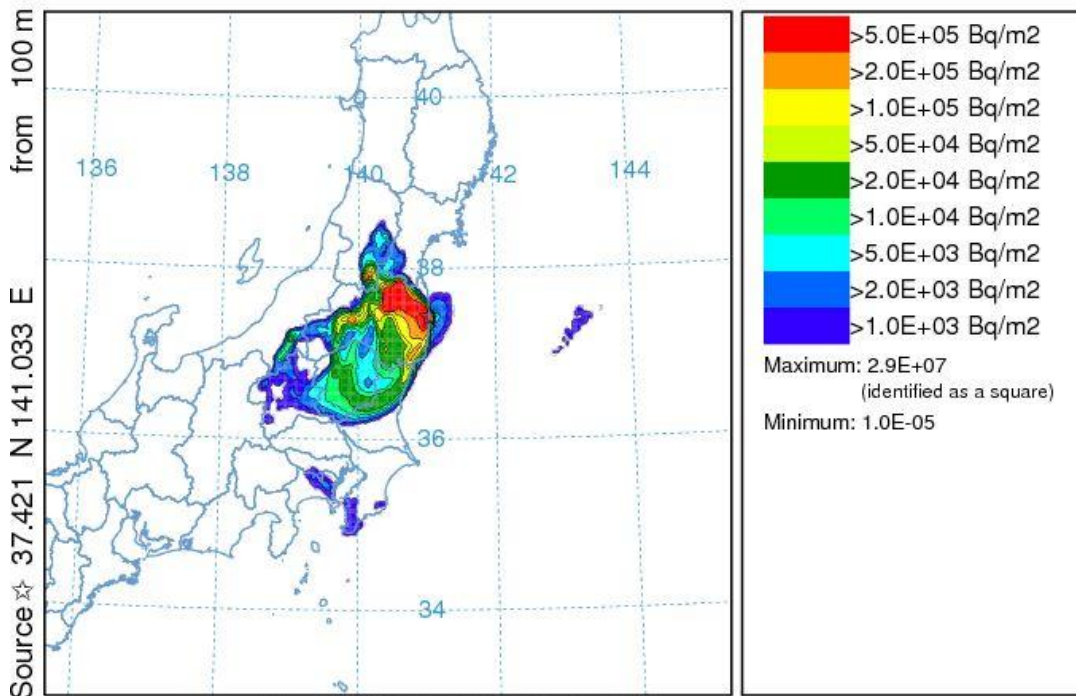 Source ☆ 37.421 N 141.033 E from 100 m
40
136
138
140
142
144
38
36
34
>5.0E+05 Bq/m2
>2.0E+05 Bq/m2
>1.0E+05 Bq/m2
>5.0E+04 Bq/m2
>2.0E+04 Bq/m2
>1.0E+04 Bq/m2
>5.0E+03 Bq/m2
>2.0E+03 Bq/m2
>1.0E+03 Bq/m2
Maximum: 2.9E+07
(identified as a square)
Minimum: 1.0E-05